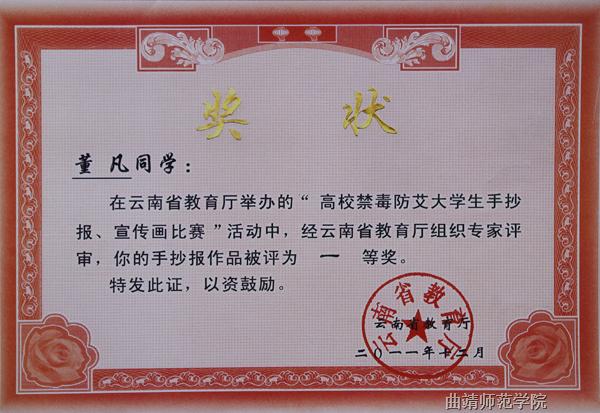 奖 状
董 凡同学：
在云南省教育厅举办的“ 高校禁毒防艾大学生手抄
报、宣传画比赛 ”活动中，经云南省教育厅组织专家评
审，你的手抄报作品被评为 一 等奖。
特发此证，以资鼓励。
云南省教育厅
云南省教育厅
二〇一一年十二月
曲靖师范学院